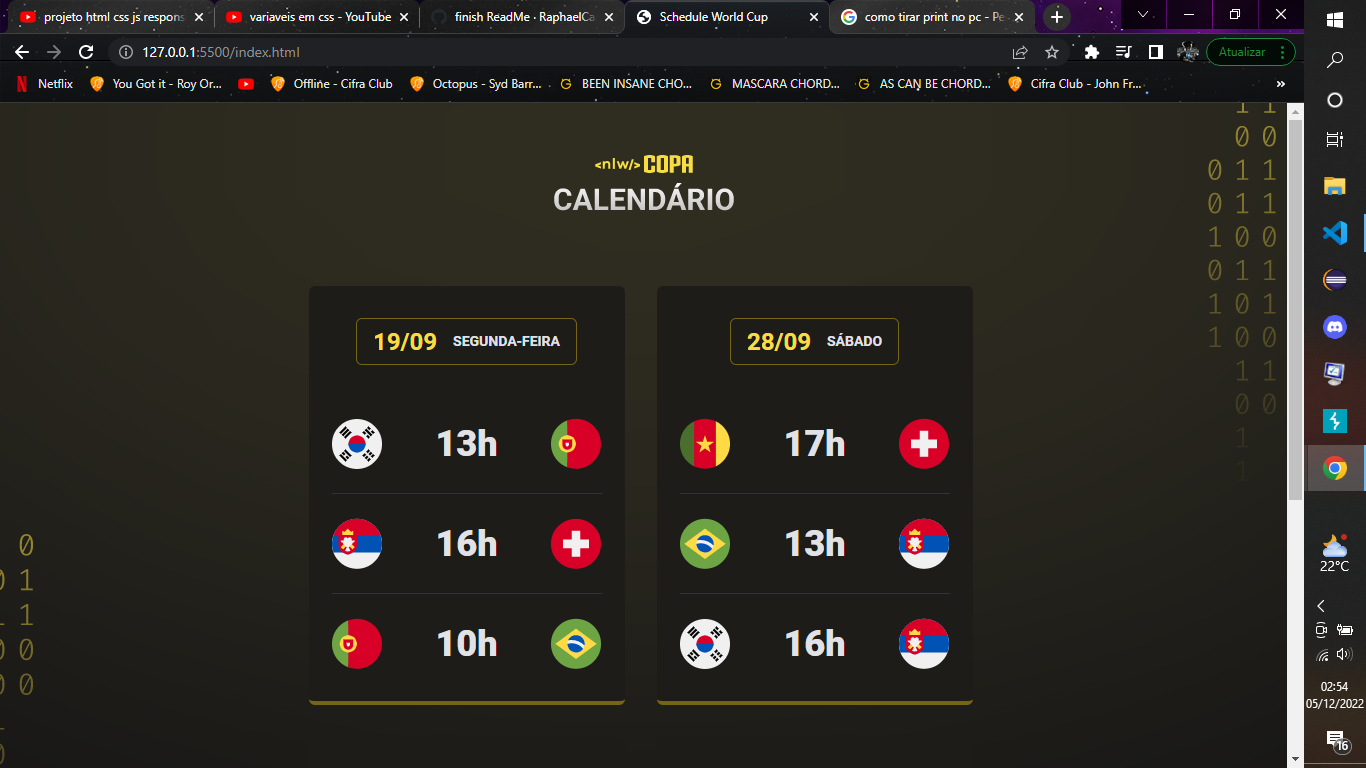 projeto html css js respons
variaveis em css - YouTube
finish ReadMe · RaphaelCa
Schedule World Cup
como tirar print no pc - Pe
127.0.0.1:5500/index.html
Atualizar
Netflix
You Got it - Roy Or...
Offline - Cifra Club
Octopus - Syd Barr...
BEEN INSANE CHO...
MASCARA CHORD...
AS CAN BE CHORD...
Cifra Club - John Fr...
»
<nlw/> COPA
CALENDÁRIO
19/09 SEGUNDA-FEIRA
13h
16h
10h
28/09 SÁBADO
17h
13h
16h
1 1
0 0
0 1 1
0 1 1
1 0 0
0 1 1
1 0 1
1 0 0
1 1
0 0
1
1
0
0 1
1 1
0 0
0 0
22°C
02:54
05/12/2022
16